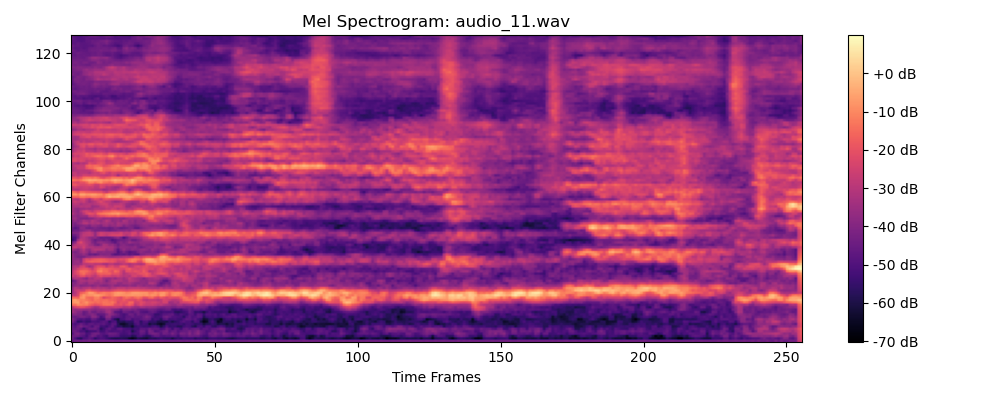 Mel Spectrogram: audio_11.wav
Mel Filter Channels
120
100
80
60
40
20
0
0 50 100 150 200 250
Time Frames
+0 dB
-10 dB
-20 dB
-30 dB
-40 dB
-50 dB
-60 dB
-70 dB